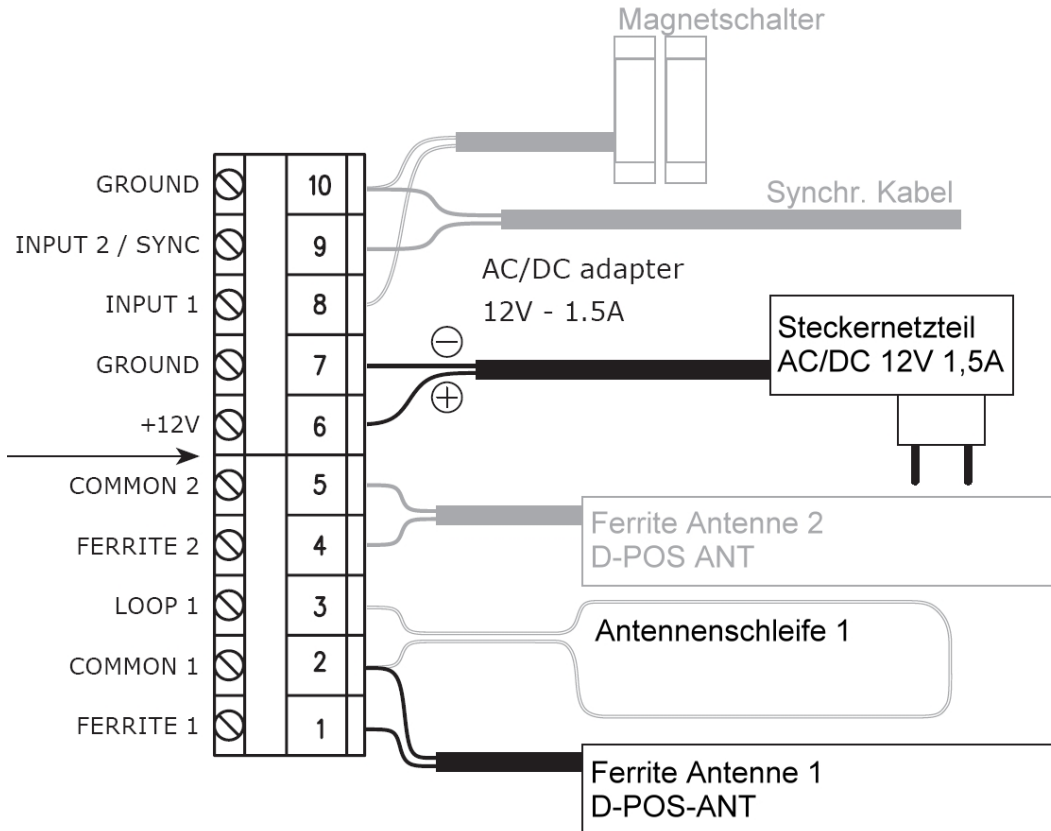 Magnetschalter
GROUND 10
Synchr. Kabel
INPUT 2 / SYNC 9
AC/DC adapter
12V - 1.5A
INPUT 1 8
Steckernetzteil
AC/DC 12V 1,5A
GROUND 7
−
+
+12V 6
COMMON 2 5
Ferrite Antenne 2
D-POS ANT
FERRITE 2 4
LOOP 1 3
Antennenschleife 1
COMMON 1 2
FERRITE 1 1
Ferrite Antenne 1
D-POS-ANT